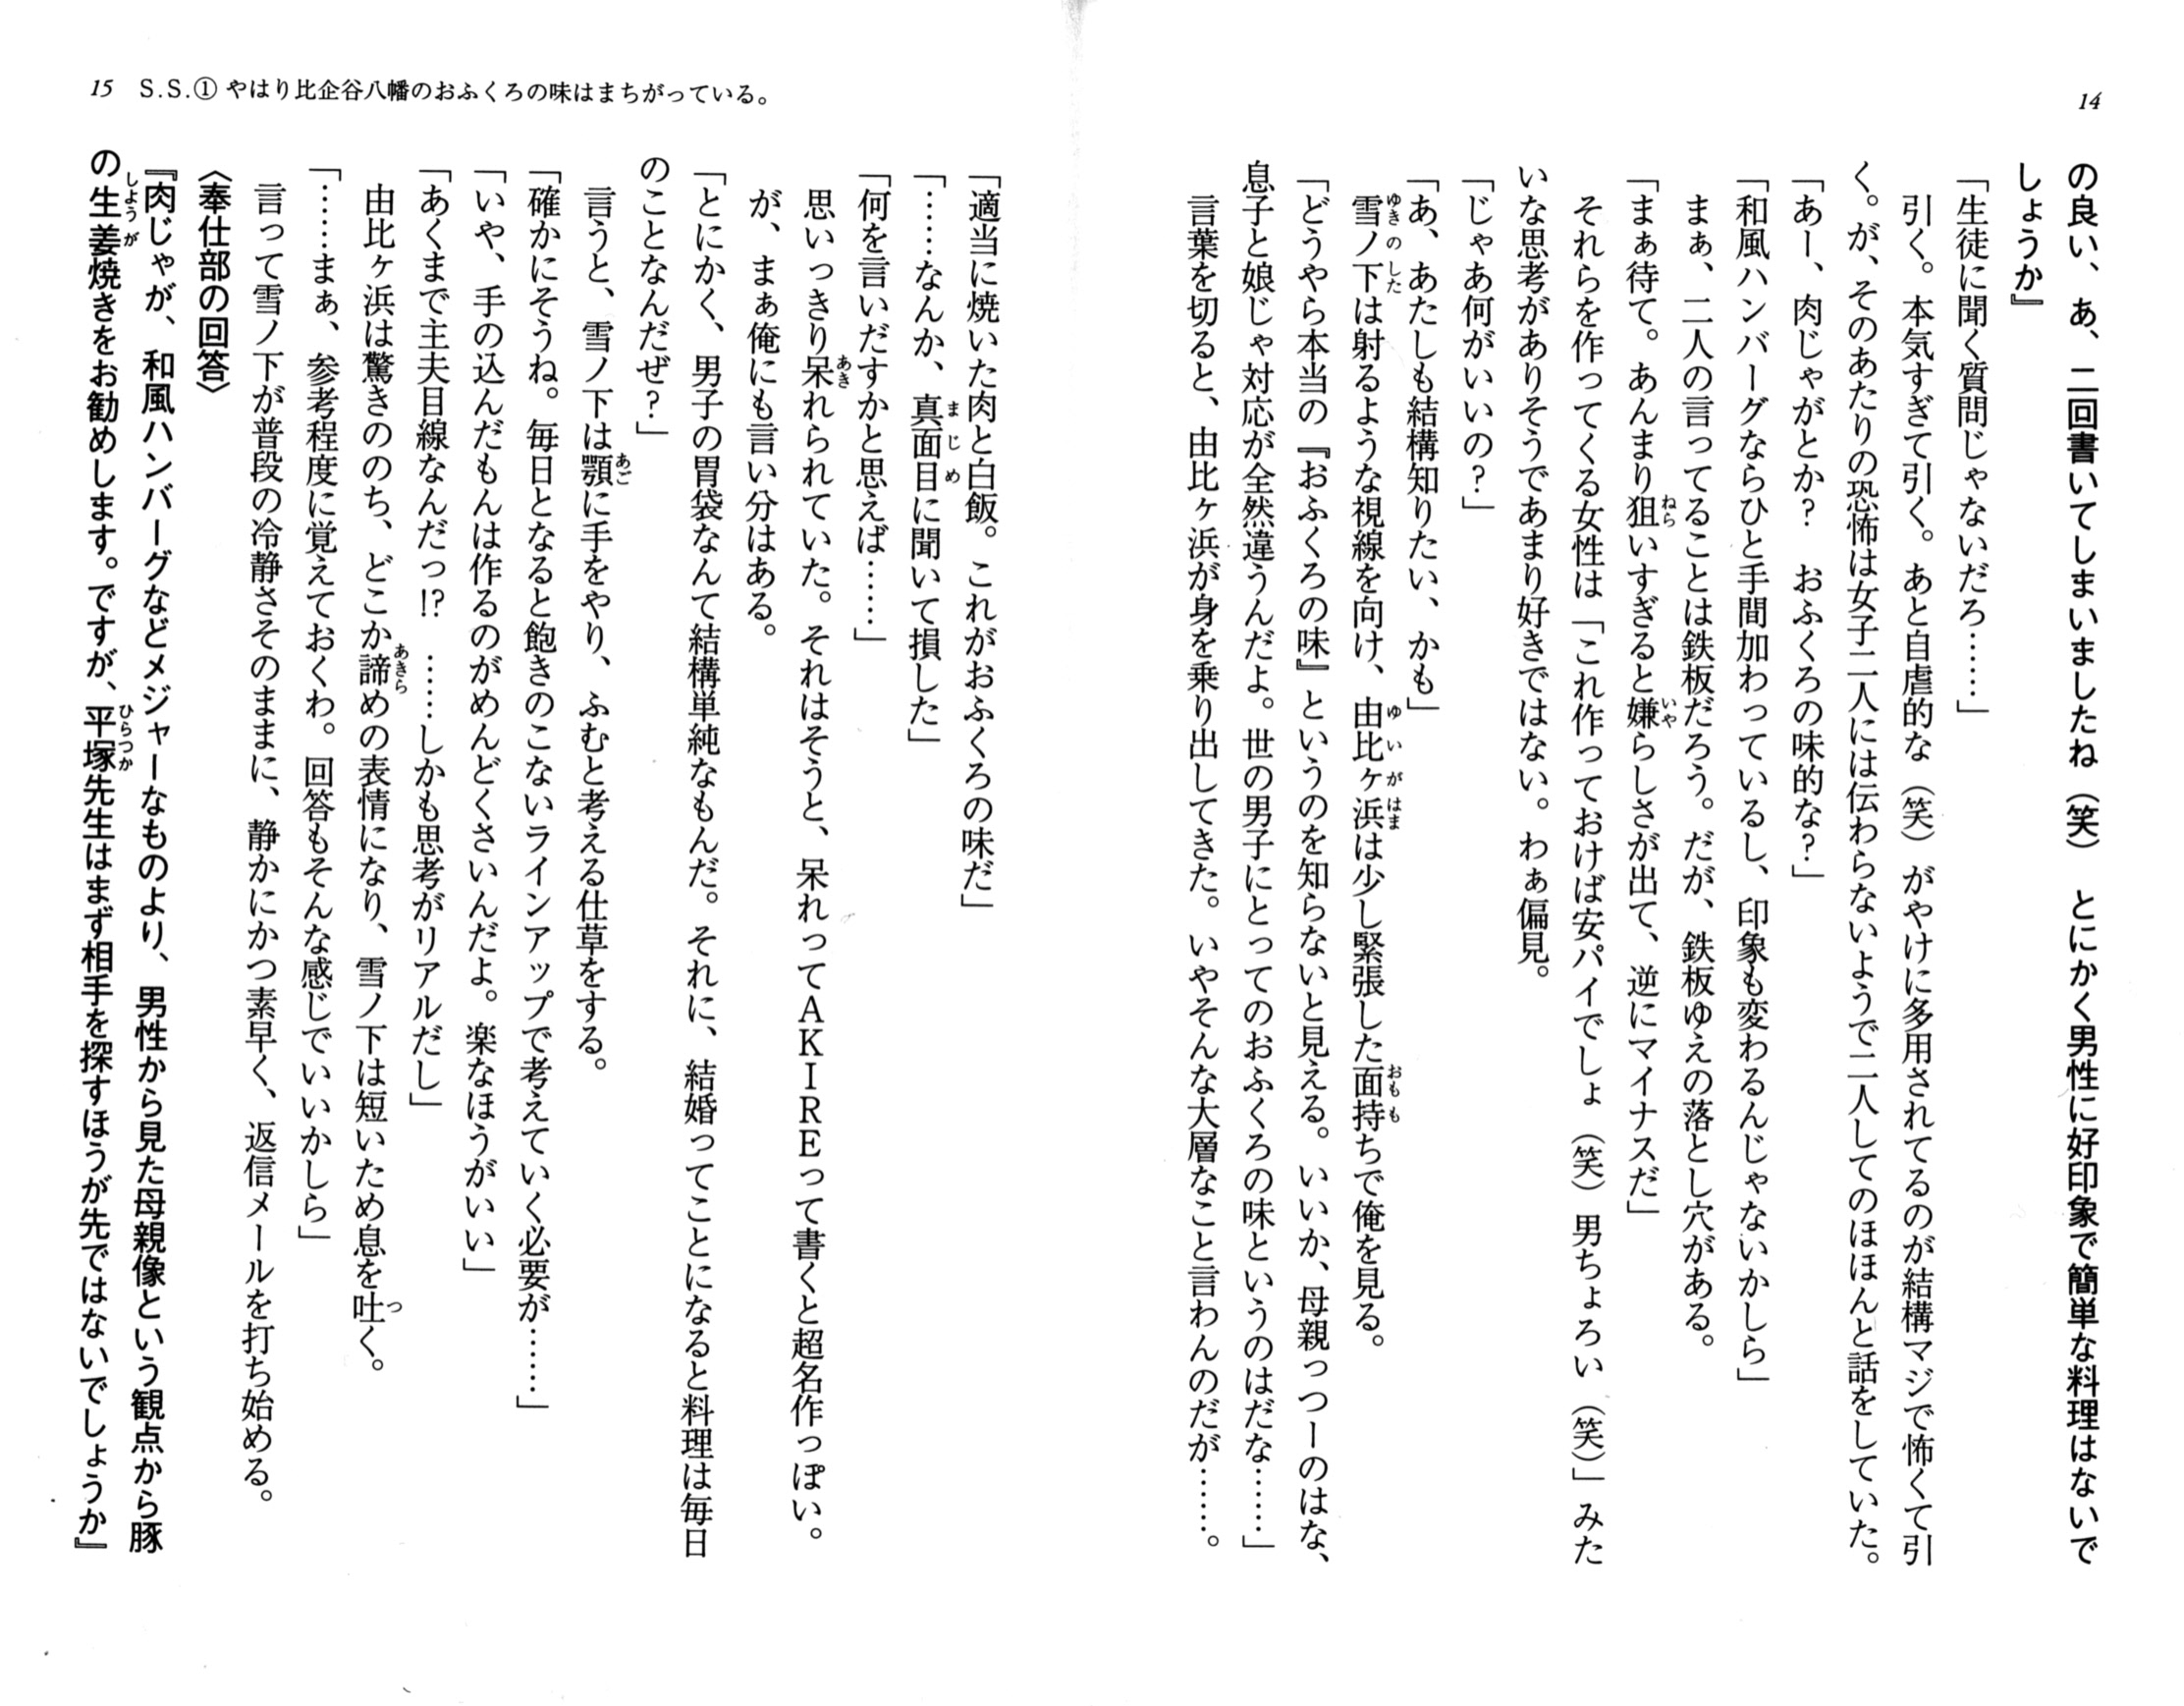 14
の良い、あ、二回書いてしまいましたね（笑）　とにかく男性に好印象で簡単な料理はないで
しょうか』
「生徒に聞く質問じゃないだろ……」
引く。本気すぎて引く。あと自虐的な（笑）がやけに多用されてるのが結構マジで怖くて引
く。が、そのあたりの恐怖は女子二人には伝わらないようで二人してのほほんと話をしていた。
「あー、肉じゃがとか？　おふくろの味的な？」
「和風ハンバーグならひと手間加わっているし、印象も変わるんじゃないかしら」
まぁ、二人の言ってることは鉄板だろう。だが、鉄板ゆえの落とし穴がある。
「まぁ待て。あんまり狙いすぎると嫌らしさが出て、逆にマイナスだ」
それらを作ってくる女性は「これ作っておけば安パイでしょ（笑）男ちょろい（笑）」みた
いな思考がありそうであまり好きではない。わぁ偏見。
「じゃあ何がいいの？」
「あ、あたしも結構知りたい、かも」
雪ノ下は射るような視線を向け、由比ヶ浜は少し緊張した面持ちで俺を見る。
「どうやら本当の『おふくろの味』というのを知らないと見える。いいか、母親っつーのはな、
息子と娘じゃ対応が全然違うんだよ。世の男子にとってのおふくろの味というのはだな……」
言葉を切ると、由比ヶ浜が身を乗り出してきた。いやそんな大層なこと言わんのだが……。
15 S.S.① やはり比企谷八幡のおふくろの味はまちがっている。
「適当に焼いた肉と白飯。これがおふくろの味だ」
「……なんか、真面目に聞いて損した」
「何を言いだすかと思えば……」
思いっきり呆れられていた。それはそうと、呆れってAKIREって書くと超名作っぽい。
が、まぁ俺にも言い分はある。
「とにかく、男子の胃袋なんて結構単純なもんだ。それに、結婚ってことになると料理は毎日
のことなんだぜ？」
言うと、雪ノ下は顎に手をやり、ふむと考える仕草をする。
「確かにそうね。毎日となると飽きのこないラインアップで考えていく必要が……」
「いや、手の込んだもんは作るのがめんどくさいんだよ。楽なほうがいい」
「あくまで主夫目線なんだっ!?　……しかも思考がリアルだし」
由比ヶ浜は驚きののち、どこか諦めの表情になり、雪ノ下は短いため息を吐く。
「……まぁ、参考程度に覚えておくわ。回答もそんな感じでいいかしら」
言って雪ノ下が普段の冷静さそのままに、静かにかつ素早く、返信メールを打ち始める。
〈奉仕部の回答〉
『肉じゃが、和風ハンバーグなどメジャーなものより、男性から見た母親像という観点から豚
の生姜焼きをお勧めします。ですが、平塚先生はまず相手を探すほうが先ではないでしょうか』